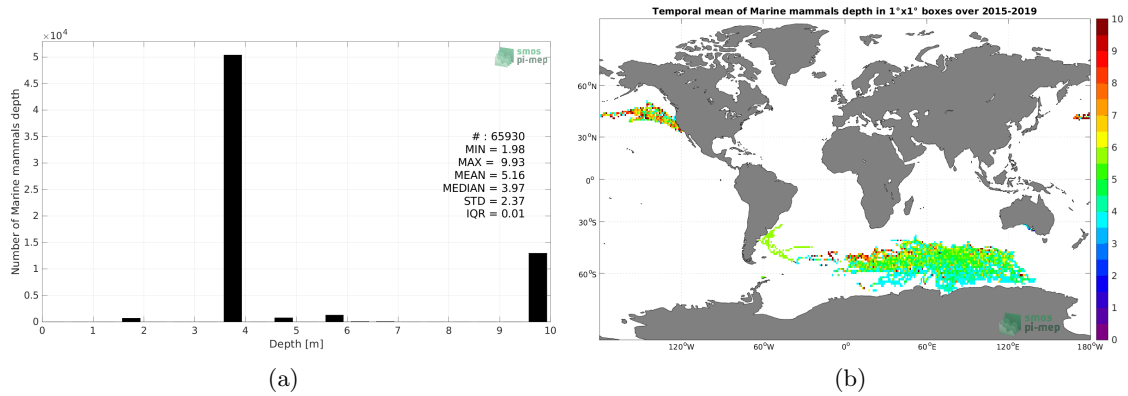 ×10⁴
5
4.5
4
3.5
3
2.5
2
1.5
1
0.5
0
0 1 2 3 4 5 6 7 8 9 10
Number of Marine mammals depth
Depth [m]
smos
pi-mep
# : 65930
MIN = 1.98
MAX = 9.93
MEAN = 5.16
MEDIAN = 3.97
STD = 2.37
IQR = 0.01
(a)
Temporal mean of Marine mammals depth in 1°x1° boxes over 2015-2019
60°N
30°N
0°
30°S
60°S
120°W 60°W 0° 60°E 120°E 180°W
10
9
8
7
6
5
4
3
2
1
0
smos
pi-mep
(b)